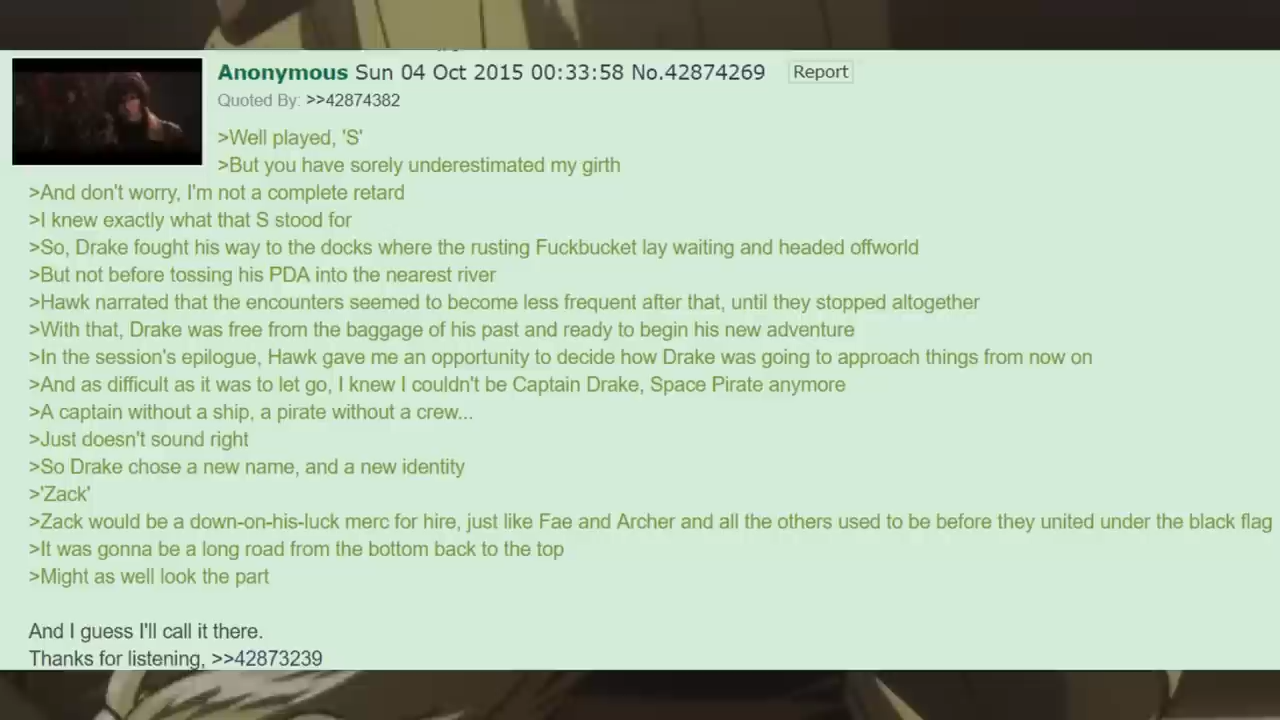 Anonymous Sun 04 Oct 2015 00:33:58 No.42874269 Report
Quoted By: >>42874382
>Well played, 'S'
>But you have sorely underestimated my girth
>And don't worry, I'm not a complete retard
>I knew exactly what that S stood for
>So, Drake fought his way to the docks where the rusting Fuckbucket lay waiting and headed offworld
>But not before tossing his PDA into the nearest river
>Hawk narrated that the encounters seemed to become less frequent after that, until they stopped altogether
>With that, Drake was free from the baggage of his past and ready to begin his new adventure
>In the session's epilogue, Hawk gave me an opportunity to decide how Drake was going to approach things from now on
>And as difficult as it was to let go, I knew I couldn't be Captain Drake, Space Pirate anymore
>A captain without a ship, a pirate without a crew...
>Just doesn't sound right
>So Drake chose a new name, and a new identity
>'Zack'
>Zack would be a down-on-his-luck merc for hire, just like Fae and Archer and all the others used to be before they united under the black flag
>It was gonna be a long road from the bottom back to the top
>Might as well look the part
And I guess I'll call it there.
Thanks for listening, >>42873239